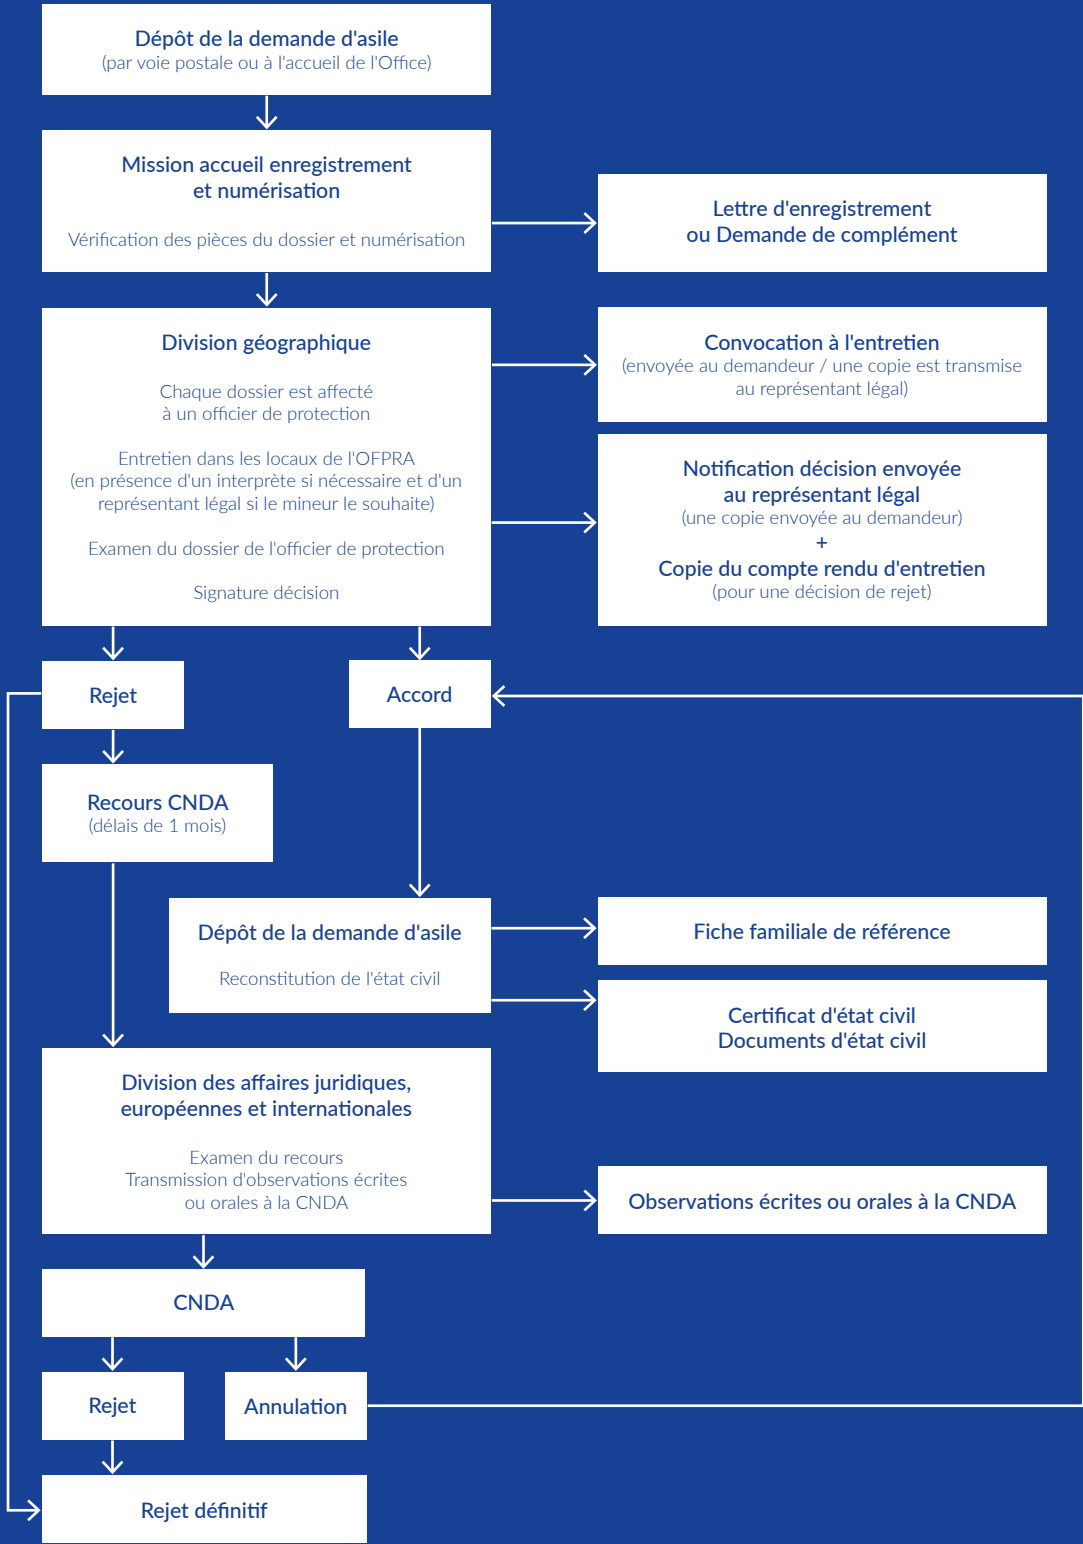 Dépôt de la demande d'asile
(par voie postale ou à l'accueil de l'Office)
Mission accueil enregistrement
et numérisation
Vérification des pièces du dossier et numérisation
Lettre d'enregistrement
ou Demande de complément
Division géographique
Chaque dossier est affecté
à un officier de protection
Entretien dans les locaux de l'OFPRA
(en présence d'un interprète si nécessaire et d'un
représentant légal si le mineur le souhaite)
Examen du dossier de l'officier de protection
Signature décision
Convocation à l'entretien
(envoyée au demandeur / une copie est transmise
au représentant légal)
Notification décision envoyée
au représentant légal
(une copie envoyée au demandeur)
+
Copie du compte rendu d'entretien
(pour une décision de rejet)
Rejet
Accord
Recours CNDA
(délais de 1 mois)
Dépôt de la demande d'asile
Reconstitution de l'état civil
Fiche familiale de référence
Certificat d'état civil
Documents d'état civil
Division des affaires juridiques,
européennes et internationales
Examen du recours
Transmission d'observations écrites
ou orales à la CNDA
Observations écrites ou orales à la CNDA
CNDA
Rejet
Annulation
Rejet définitif